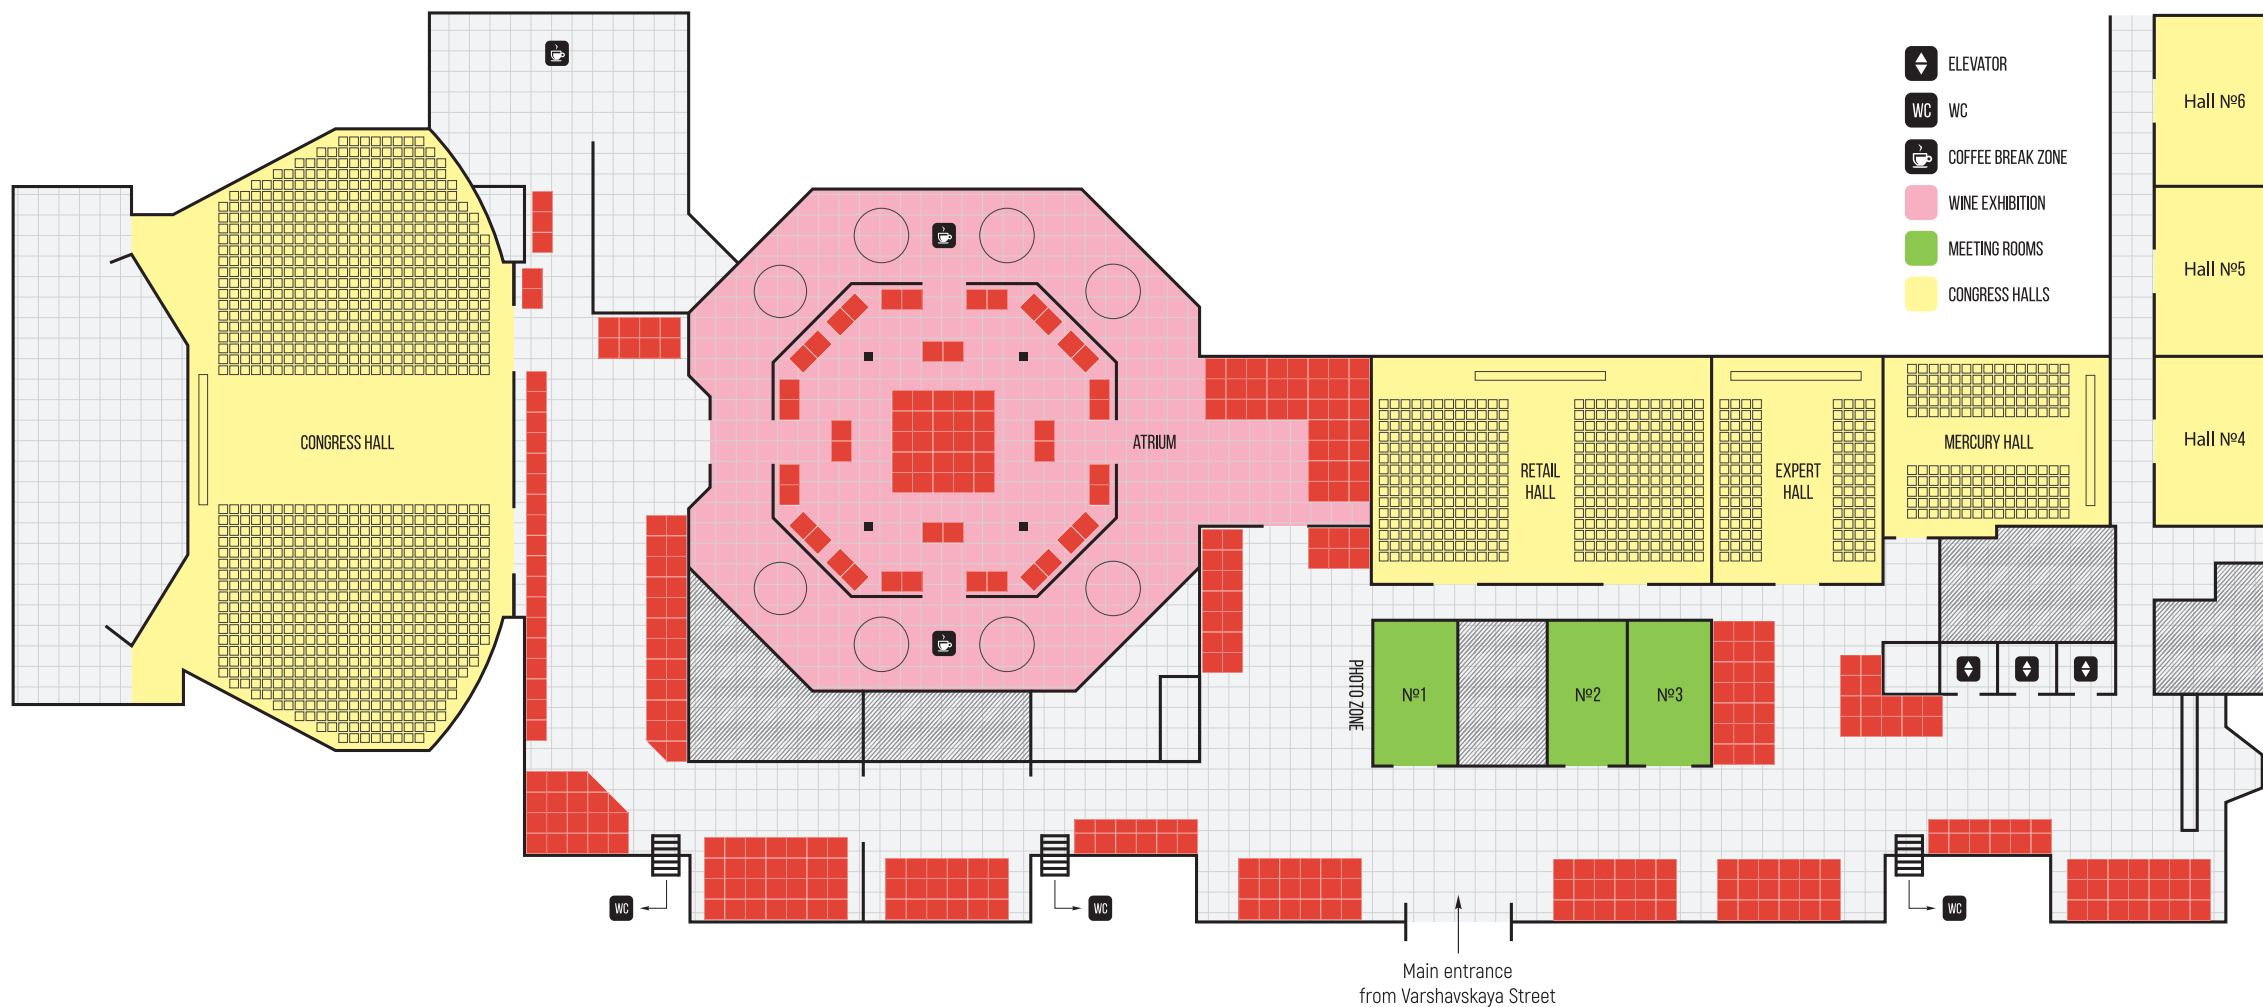 ELEVATOR
WC WC
COFFEE BREAK ZONE
WINE EXHIBITION
MEETING ROOMS
CONGRESS HALLS
Hall №6
Hall №5
Hall №4
CONGRESS HALL
ATRIUM
RETAIL
HALL
EXPERT
HALL
MERCURY HALL
PHOTO ZONE
№1
№2
№3
WC
WC
WC
Main entrance
from Varshavskaya Street